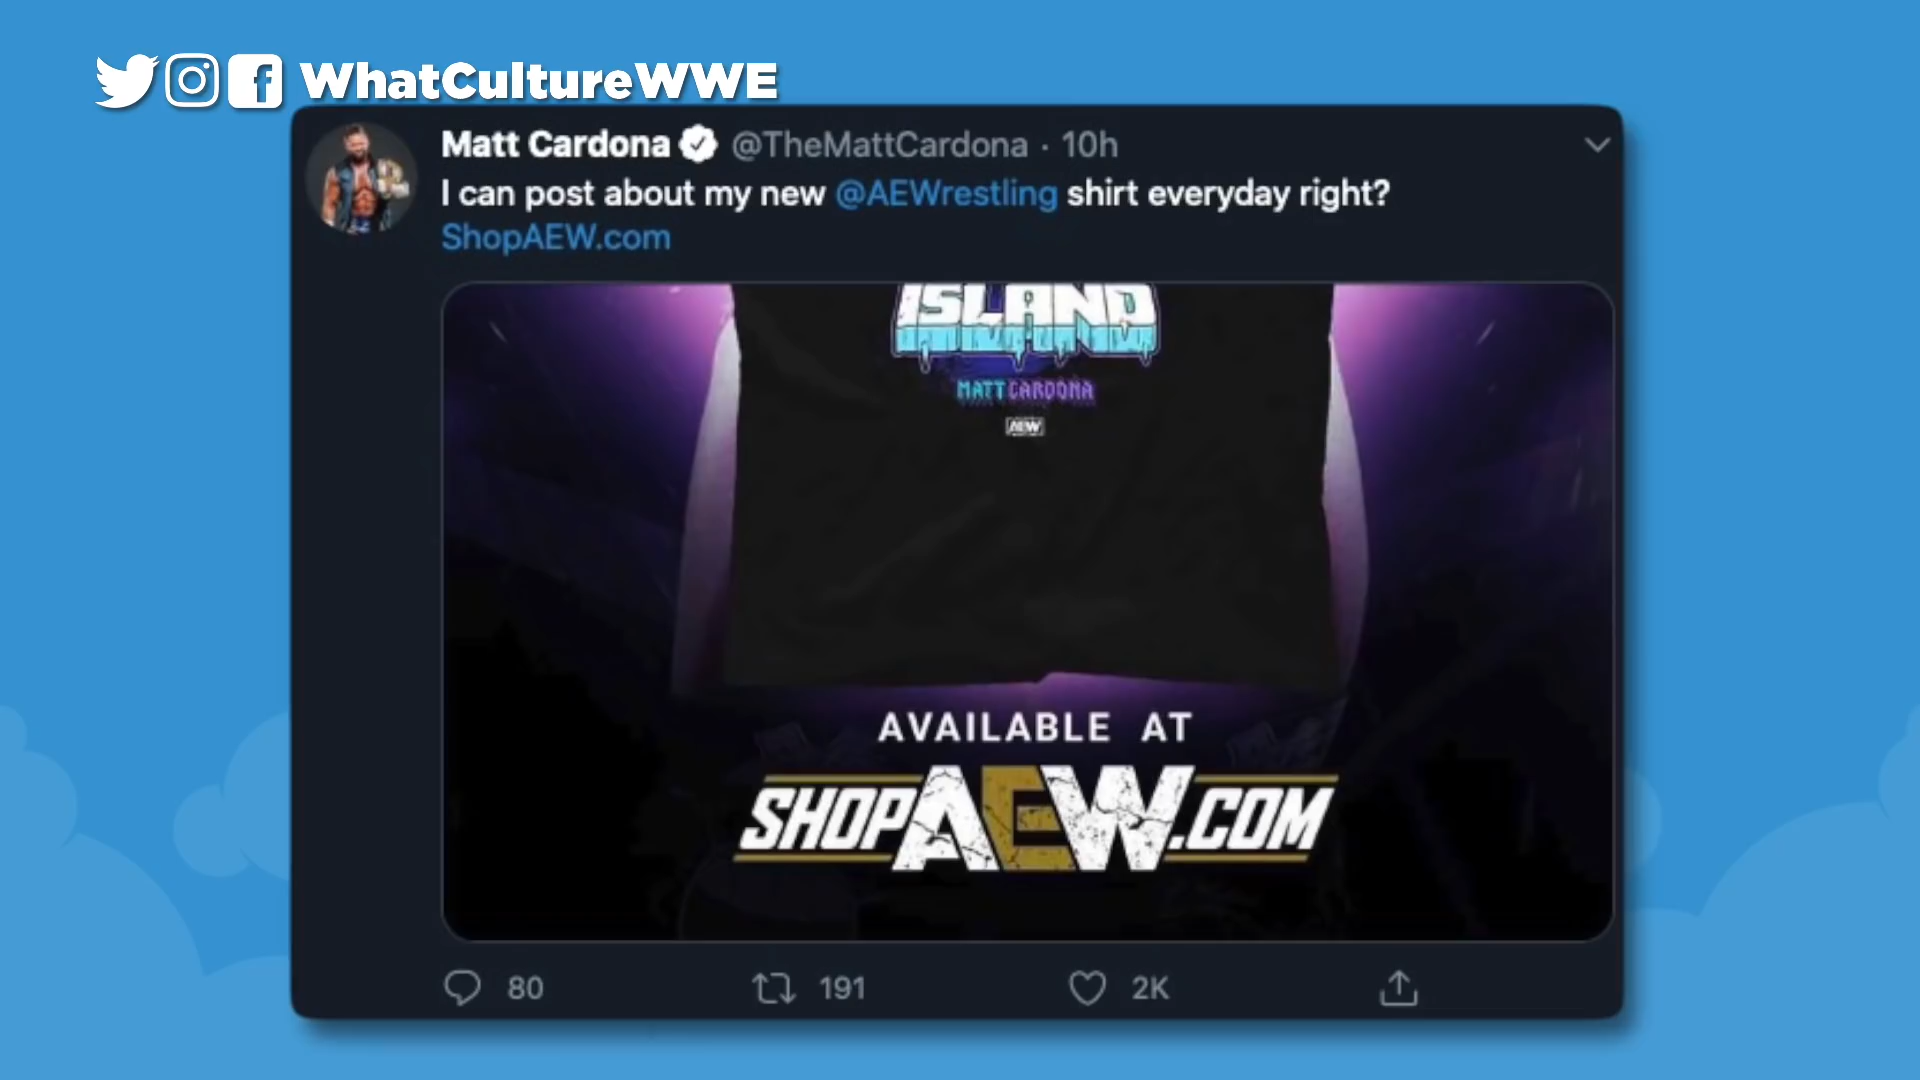 WhatCultureWWE
Matt Cardona @TheMattCardona · 10h
I can post about my new @AEWrestling shirt everyday right?
ShopAEW.com
ISLAND
MATT CARDONA
AEW
AVAILABLE AT
SHOPAEW.COM
80 191 2K